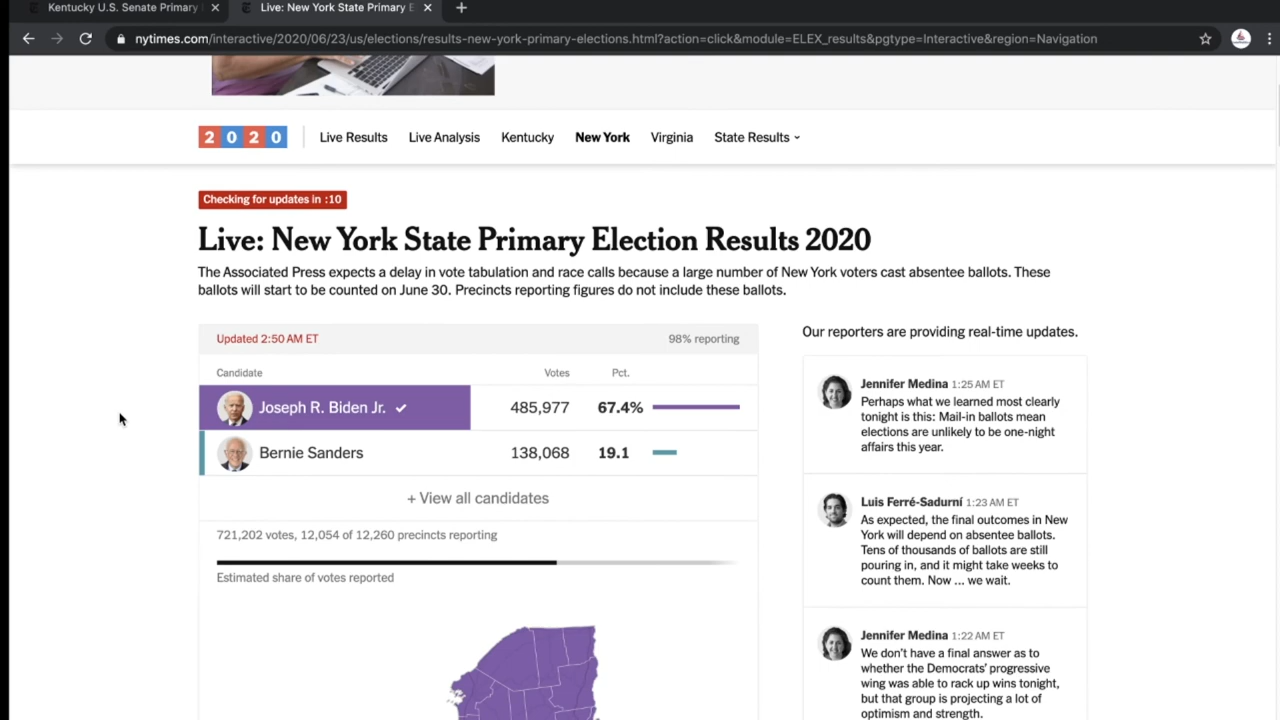 Kentucky U.S. Senate Primary
Live: New York State Primary E
nytimes.com/interactive/2020/06/23/us/elections/results-new-york-primary-elections.html?action=click&module=ELEX_results&pgtype=Interactive&region=Navigation
2020
Live Results
Live Analysis
Kentucky
New York
Virginia
State Results
Checking for updates in :10
Live: New York State Primary Election Results 2020
The Associated Press expects a delay in vote tabulation and race calls because a large number of New York voters cast absentee ballots. These
ballots will start to be counted on June 30. Precincts reporting figures do not include these ballots.
Updated 2:50 AM ET
98% reporting
Candidate Votes Pct.
Joseph R. Biden Jr. ✓ 485,977 67.4%
Bernie Sanders 138,068 19.1
+ View all candidates
721,202 votes, 12,054 of 12,260 precincts reporting
Estimated share of votes reported
Our reporters are providing real-time updates.
Jennifer Medina 1:25 AM ET
Perhaps what we learned most clearly
tonight is this: Mail-in ballots mean
elections are unlikely to be one-night
affairs this year.
Luis Ferré-Sadurní 1:23 AM ET
As expected, the final outcomes in New
York will depend on absentee ballots.
Tens of thousands of ballots are still
pouring in, and it might take weeks to
count them. Now ... we wait.
Jennifer Medina 1:22 AM ET
We don't have a final answer as to
whether the Democrats' progressive
wing was able to rack up wins tonight,
but that group is projecting a lot of
optimism and strength.